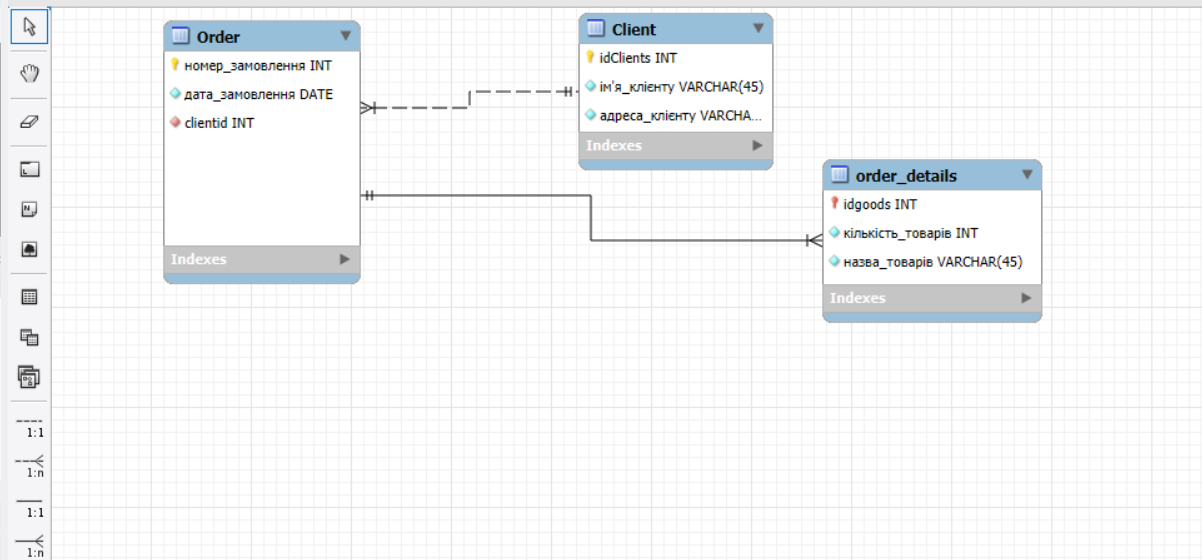 Order
номер_замовлення INT
дата_замовлення DATE
clientid INT
Indexes
Client
idClients INT
ім'я_клієнту VARCHAR(45)
адреса_клієнту VARCHA...
Indexes
order_details
idgoods INT
кількість_товарів INT
назва_товарів VARCHAR(45)
Indexes
1:1
1:n
1:1
1:n